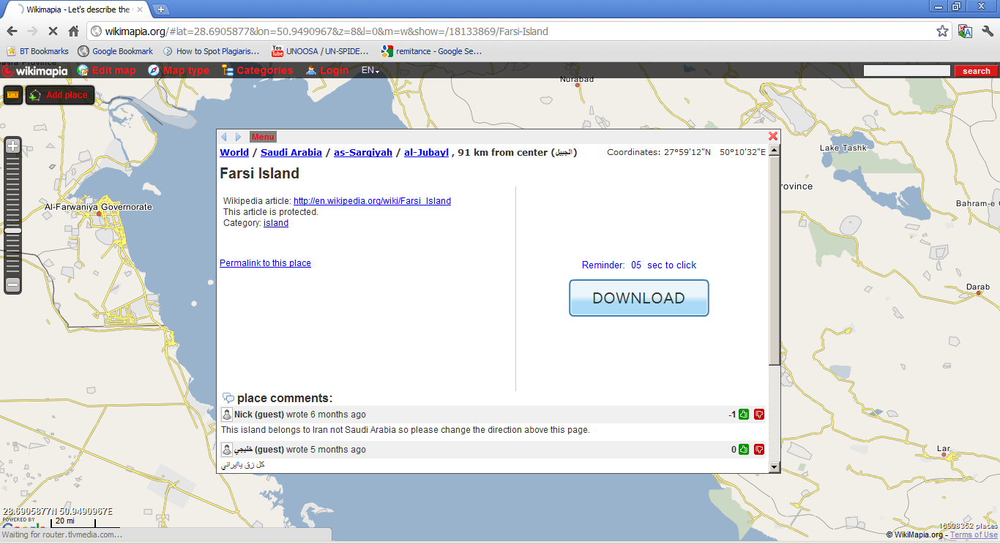 Wikimapia - Let's describe the
wikimapia.org/#lat=28.6905877&lon=50.9490967&z=8&l=0&m=w&show=/18133869/Farsi-Island
BT Bookmarks Google Bookmark How to Spot Plagiaris... You Tube UNOOSA / UN-SPIDE... remitance - Google Se...
wikimapia Edit map Map type Categories Login EN search
Nurabad
Add place
Menu
World / Saudi Arabia / as-Sarqiyah / al-Jubayl , 91 km from center (الجبيل) Coordinates: 27°59'12"N 50°10'32"E
Lake Tashk
Farsi Island
rovince
Wikipedia article: http://en.wikipedia.org/wiki/Farsi_Island
Al-Farwaniya Governorate
Bahram-e
This article is protected.
Category: island
Permalink to this place
Reminder: 05 sec to click
DOWNLOAD
Darab
place comments:
Nick (guest) wrote 6 months ago -1
This island belongs to Iran not Saudi Arabia so please change the direction above this page.
خليجي (guest) wrote 5 months ago 0
Lar
كل زق ياايراني
28.6905877N 50.9490967E
POWERED BY
Google
20 mi
16908352 places
Waiting for router.tlvmedia.com...
© WikiMapia.org - Terms of Use